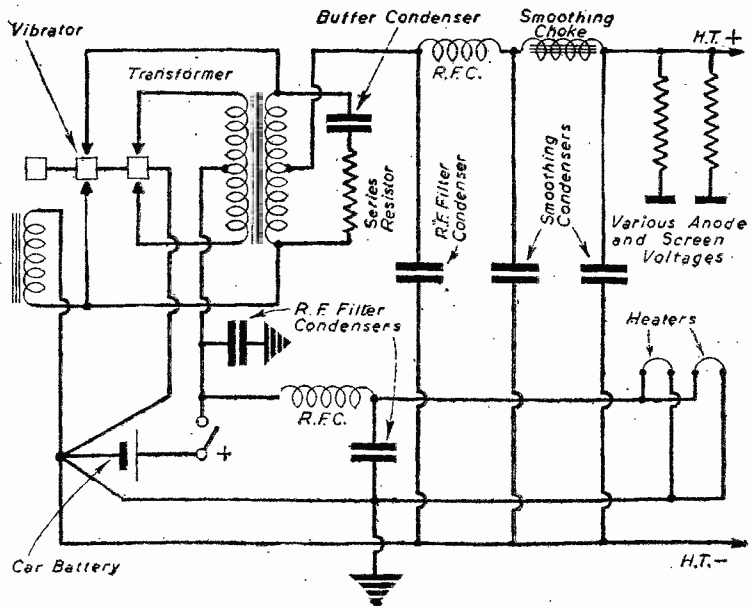 Vibrator
Buffer Condenser
Smoothing
Choke
H.T. +
Transformer
R.F.C.
Series
Resistor
R.F. Filter
Condenser
Smoothing
Condensers
Various Anode
and Screen
Voltages
R.F. Filter
Condensers
Heaters
R.F.C.
+
Car Battery
H.T.-